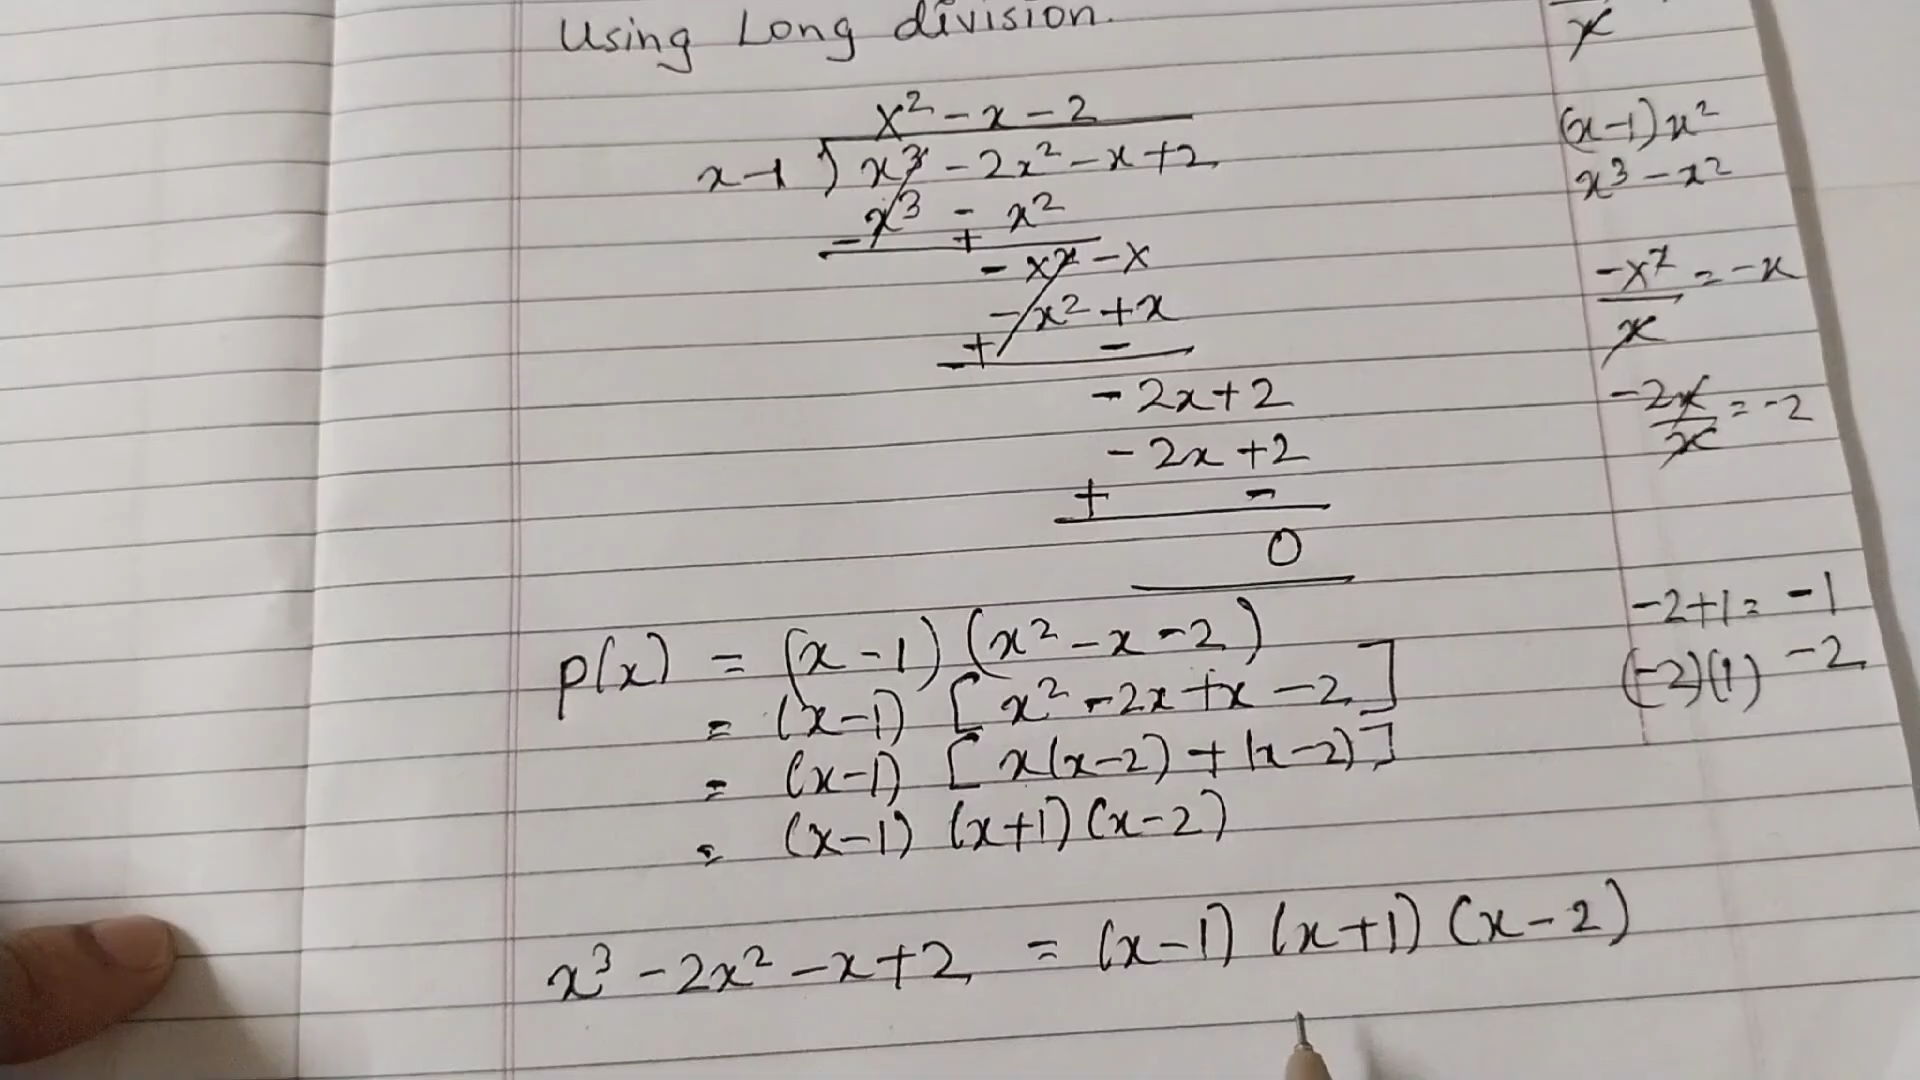 Using Long division.
x² - x - 2
x-1 ) x³ - 2x² - x + 2
x³ - x²
- +
- x² - x
- x² + x
+ -
- 2x + 2
- 2x + 2
+ -
0
p(x) = (x-1) (x² - x - 2)
= (x-1) [x² - 2x + x - 2]
= (x-1) [x(x-2) + 1(x-2)]
= (x-1) (x+1) (x-2)
x³ - 2x² - x + 2 = (x-1) (x+1) (x-2)
x
(x-1)x²
x³ - x²
-x²/x = -x
-2x/x = -2
-2+1 = -1
(-2)(1) -2